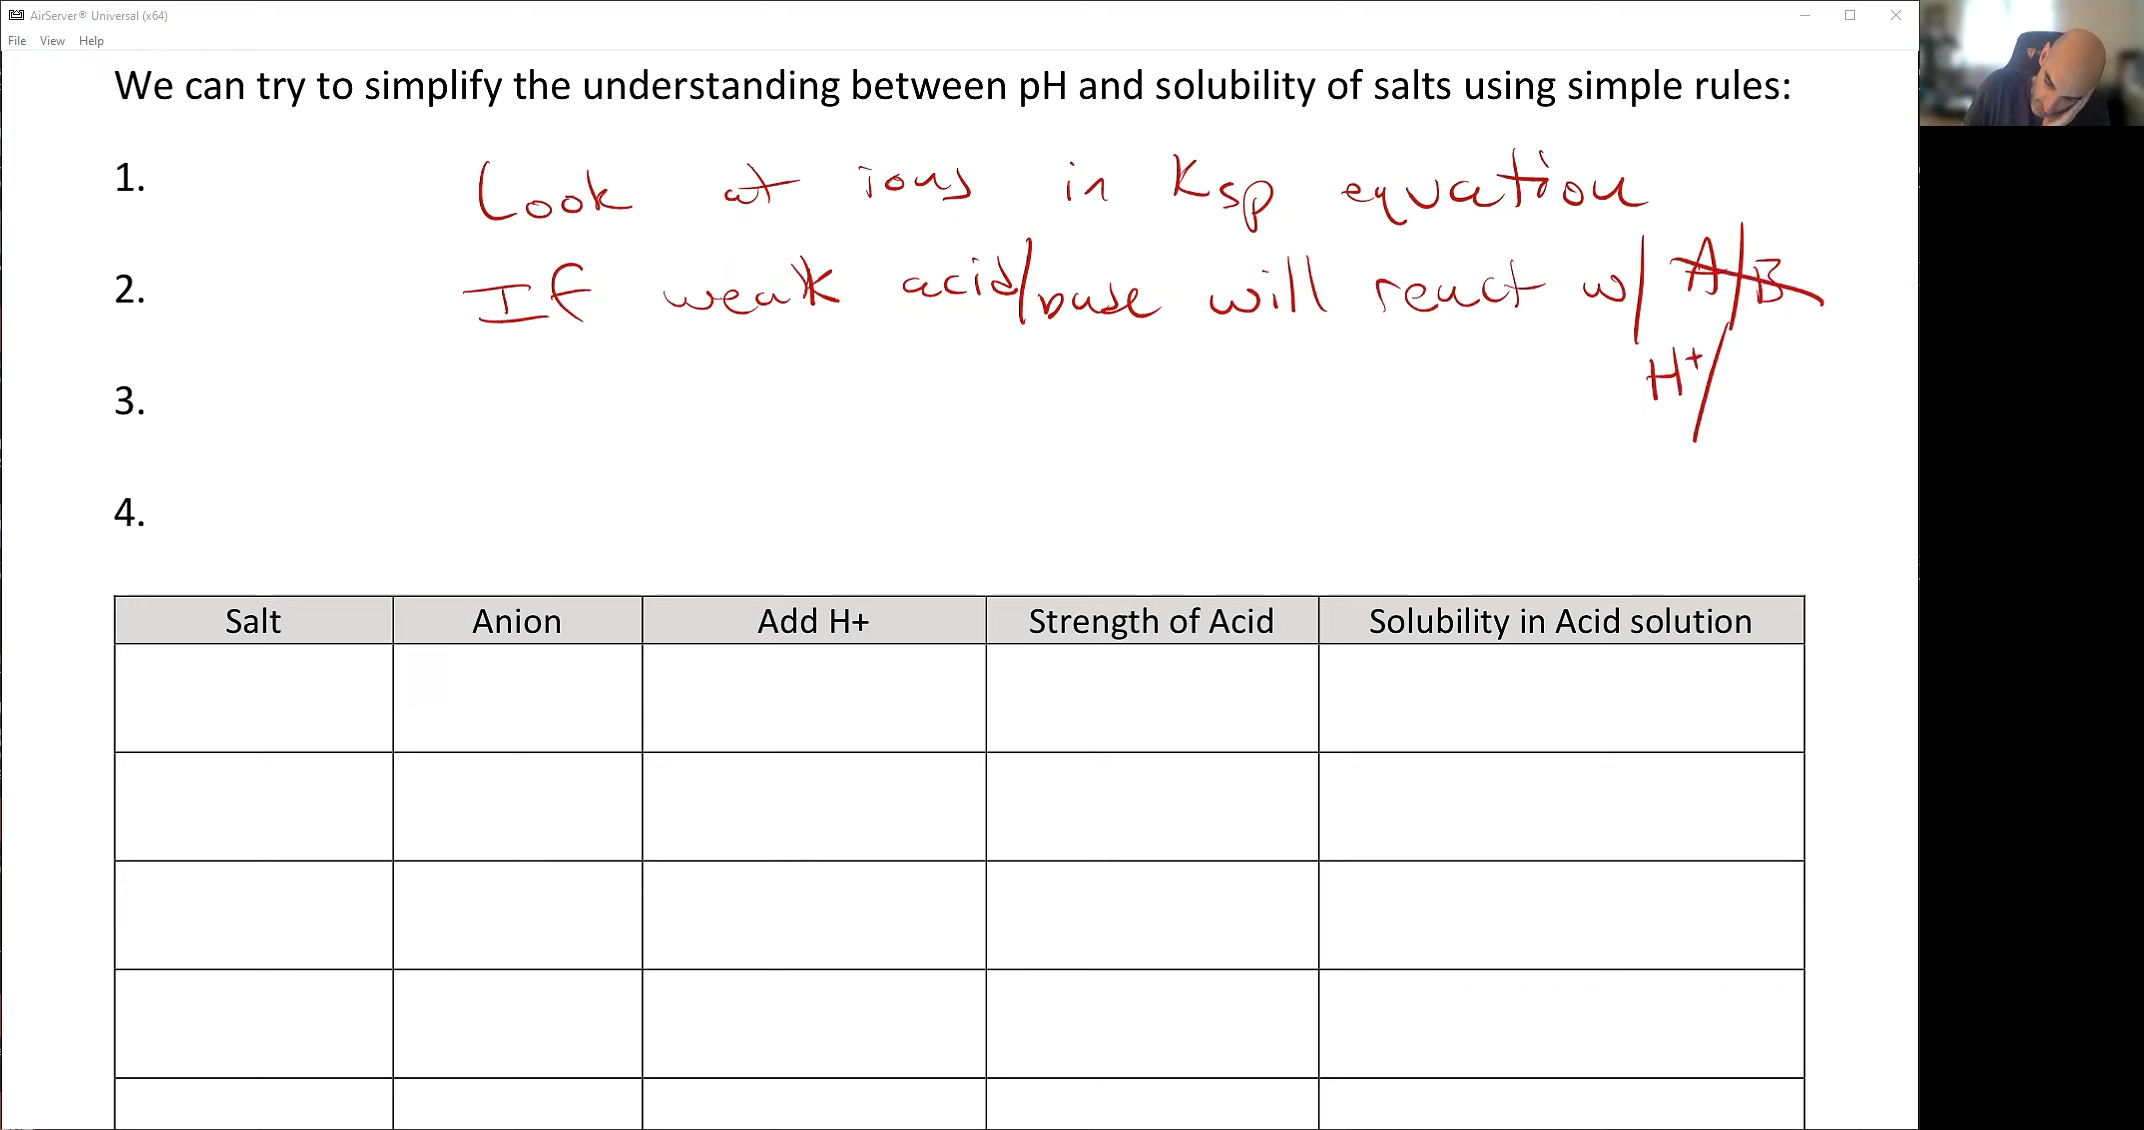 AirServer® Universal (x64)
File View Help
We can try to simplify the understanding between pH and solubility of salts using simple rules:
1. Look at ions in Ksp equation
2. If weak acid/base will react w/ A/B
H+/
3.
4.
Salt Anion Add H+ Strength of Acid Solubility in Acid solution